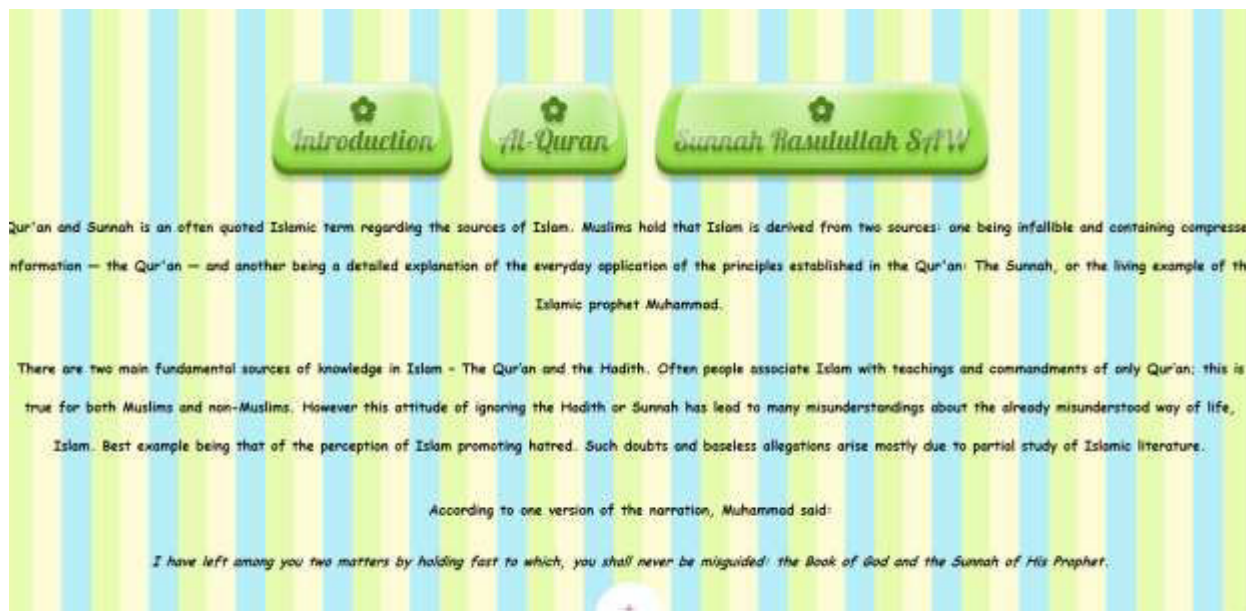 Introduction
Al-Quran
Sunnah Rasulullah SAW
Qur'an and Sunnah is an often quoted Islamic term regarding the sources of Islam. Muslims hold that Islam is derived from two sources: one being infallible and containing compresse
nformation — the Qur'an — and another being a detailed explanation of the everyday application of the principles established in the Qur'an: The Sunnah, or the living example of th
Islamic prophet Muhammad.
There are two main fundamental sources of knowledge in Islam - The Qur'an and the Hadith. Often people associate Islam with teachings and commandments of only Qur'an; this is
true for both Muslims and non-Muslims. However this attitude of ignoring the Hadith or Sunnah has lead to many misunderstandings about the already misunderstood way of life,
Islam. Best example being that of the perception of Islam promoting hatred. Such doubts and baseless allegations arise mostly due to partial study of Islamic literature.
According to one version of the narration, Muhammad said:
I have left among you two matters by holding fast to which, you shall never be misguided: the Book of God and the Sunnah of His Prophet.